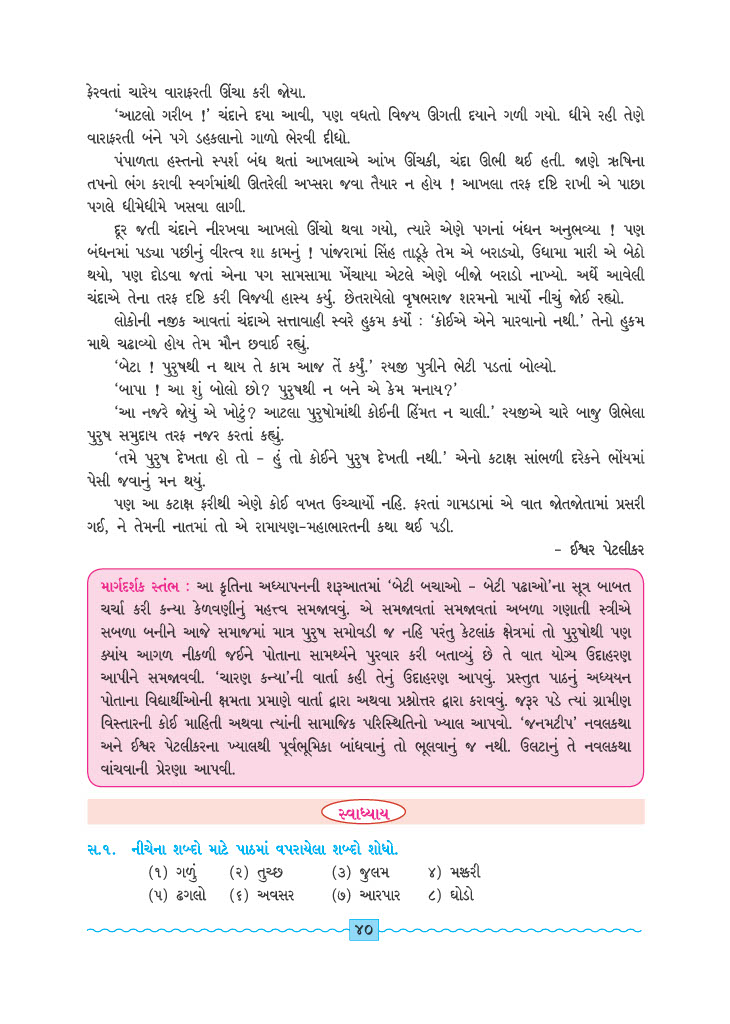 ફેરવતાં ચારેય વારાફરતી ઊંચા કરી જોયા.
‘આટલો ગરીબ !’ ચંદાને દયા આવી, પણ વધતો વિજય ઊગતી દયાને ગળી ગયો. ધીમે રહી તેણે
વારાફરતી બંને પગે ડહકલાનો ગાળો ભેરવી દીધો.
પંપાળતા હસ્તનો સ્પર્શ બંધ થતાં આખલાએ આંખ ઊંચકી, ચંદા ઊભી થઈ હતી. જાણે ઋષિના
તપનો ભંગ કરાવી સ્વર્ગમાંથી ઊતરેલી અપ્સરા જવા તૈયાર ન હોય ! આખલા તરફ દૃષ્ટિ રાખી એ પાછા
પગલે ધીમેધીમે ખસવા લાગી.
દૂર જતી ચંદાને નીરખવા આખલો ઊંચો થવા ગયો, ત્યારે એણે પગનાં બંધન અનુભવ્યા ! પણ
બંધનમાં પડ્યા પછીનું વીરત્વ શા કામનું ! પાંજરામાં સિંહ તાડૂકે તેમ એ બરાડ્યો, ઉધામા મારી એ બેઠો
થયો, પણ દોડવા જતાં એના પગ સામસામા ખેંચાયા એટલે એણે બીજો બરાડો નાખ્યો. અર્ધે આવેલી
ચંદાએ તેના તરફ દૃષ્ટિ કરી વિજયી હાસ્ય કર્યું. છેતરાયેલો વૃષભરાજ શરમનો માર્યો નીચું જોઈ રહ્યો.
લોકોની નજીક આવતાં ચંદાએ સત્તાવાહી સ્વરે હુકમ કર્યો : ‘કોઈએ એને મારવાનો નથી.’ તેનો હુકમ
માથે ચઢાવ્યો હોય તેમ મૌન છવાઈ રહ્યું.
‘બેટા ! પુરુષથી ન થાય તે કામ આજ તેં કર્યું.’ રયજી પુત્રીને ભેટી પડતાં બોલ્યો.
‘બાપા ! આ શું બોલો છો? પુરુષથી ન બને એ કેમ મનાય?’
‘આ નજરે જોયું એ ખોટું? આટલા પુરુષોમાંથી કોઈની હિંમત ન ચાલી.’ રયજીએ ચારે બાજુ ઊભેલા
પુરુષ સમુદાય તરફ નજર કરતાં કહ્યું.
‘તમે પુરુષ દેખતા હો તો – હું તો કોઈને પુરુષ દેખતી નથી.’ એનો કટાક્ષ સાંભળી દરેકને ભોંયમાં
પેસી જવાનું મન થયું.
પણ આ કટાક્ષ ફરીથી એણે કોઈ વખત ઉચ્ચાર્યો નહિ. ફરતાં ગામડામાં એ વાત જોતજોતામાં પ્રસરી
ગઈ, ને તેમની નાતમાં તો એ રામાયણ-મહાભારતની કથા થઈ પડી.
– ઈશ્વર પેટલીકર
માર્ગદર્શક સ્તંભ : આ કૃતિના અધ્યાપનની શરૂઆતમાં ‘બેટી બચાઓ – બેટી પઢાઓ’ના સૂત્ર બાબત
ચર્ચા કરી કન્યા કેળવણીનું મહત્ત્વ સમજાવવું. એ સમજાવતાં સમજાવતાં અબળા ગણાતી સ્ત્રીએ
સબળા બનીને આજે સમાજમાં માત્ર પુરુષ સમોવડી જ નહિ પરંતુ કેટલાંક ક્ષેત્રમાં તો પુરુષોથી પણ
ક્યાંય આગળ નીકળી જઈને પોતાના સામર્થ્યને પુરવાર કરી બતાવ્યું છે તે વાત યોગ્ય ઉદાહરણ
આપીને સમજાવવી. ‘ચારણ કન્યા’ની વાર્તા કહી તેનું ઉદાહરણ આપવું. પ્રસ્તુત પાઠનું અધ્યયન
પોતાના વિદ્યાર્થીઓની ક્ષમતા પ્રમાણે વાર્તા દ્વારા અથવા પ્રશ્નોત્તર દ્વારા કરાવવું. જરૂર પડે ત્યાં ગ્રામીણ
વિસ્તારની કોઈ માહિતી અથવા ત્યાંની સામાજિક પરિસ્થિતિનો ખ્યાલ આપવો. ‘જનમટીપ’ નવલકથા
અને ઈશ્વર પેટલીકરના ખ્યાલથી પૂર્વભૂમિકા બાંધવાનું તો ભૂલવાનું જ નથી. ઉલટાનું તે નવલકથા
વાંચવાની પ્રેરણા આપવી.
સ્વાધ્યાય
સ.૧. નીચેના શબ્દો માટે પાઠમાં વપરાયેલા શબ્દો શોધો.
(૧) ગળું (૨) તુચ્છ (૩) જુલમ ૪) મશ્કરી
(૫) ઢગલો (૬) અવસર (૭) આરપાર ૮) ઘોડો
૪૦